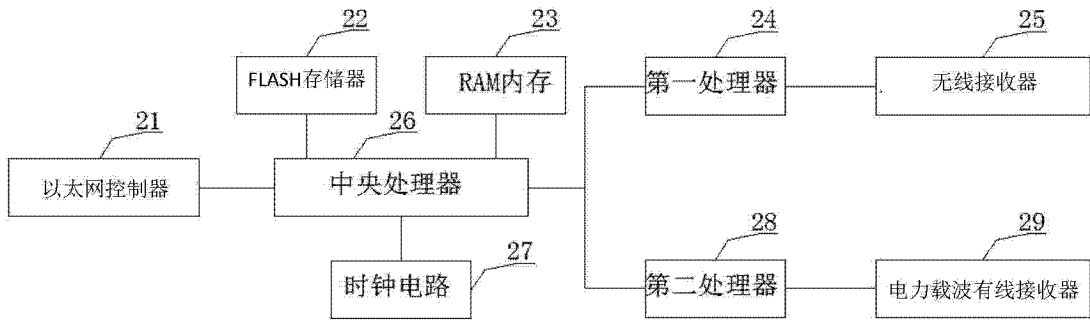 22
23
24
25
FLASH存储器
RAM内存
第一处理器
无线接收器
21
26
以太网控制器
中央处理器
27
28
29
时钟电路
第二处理器
电力载波有线接收器